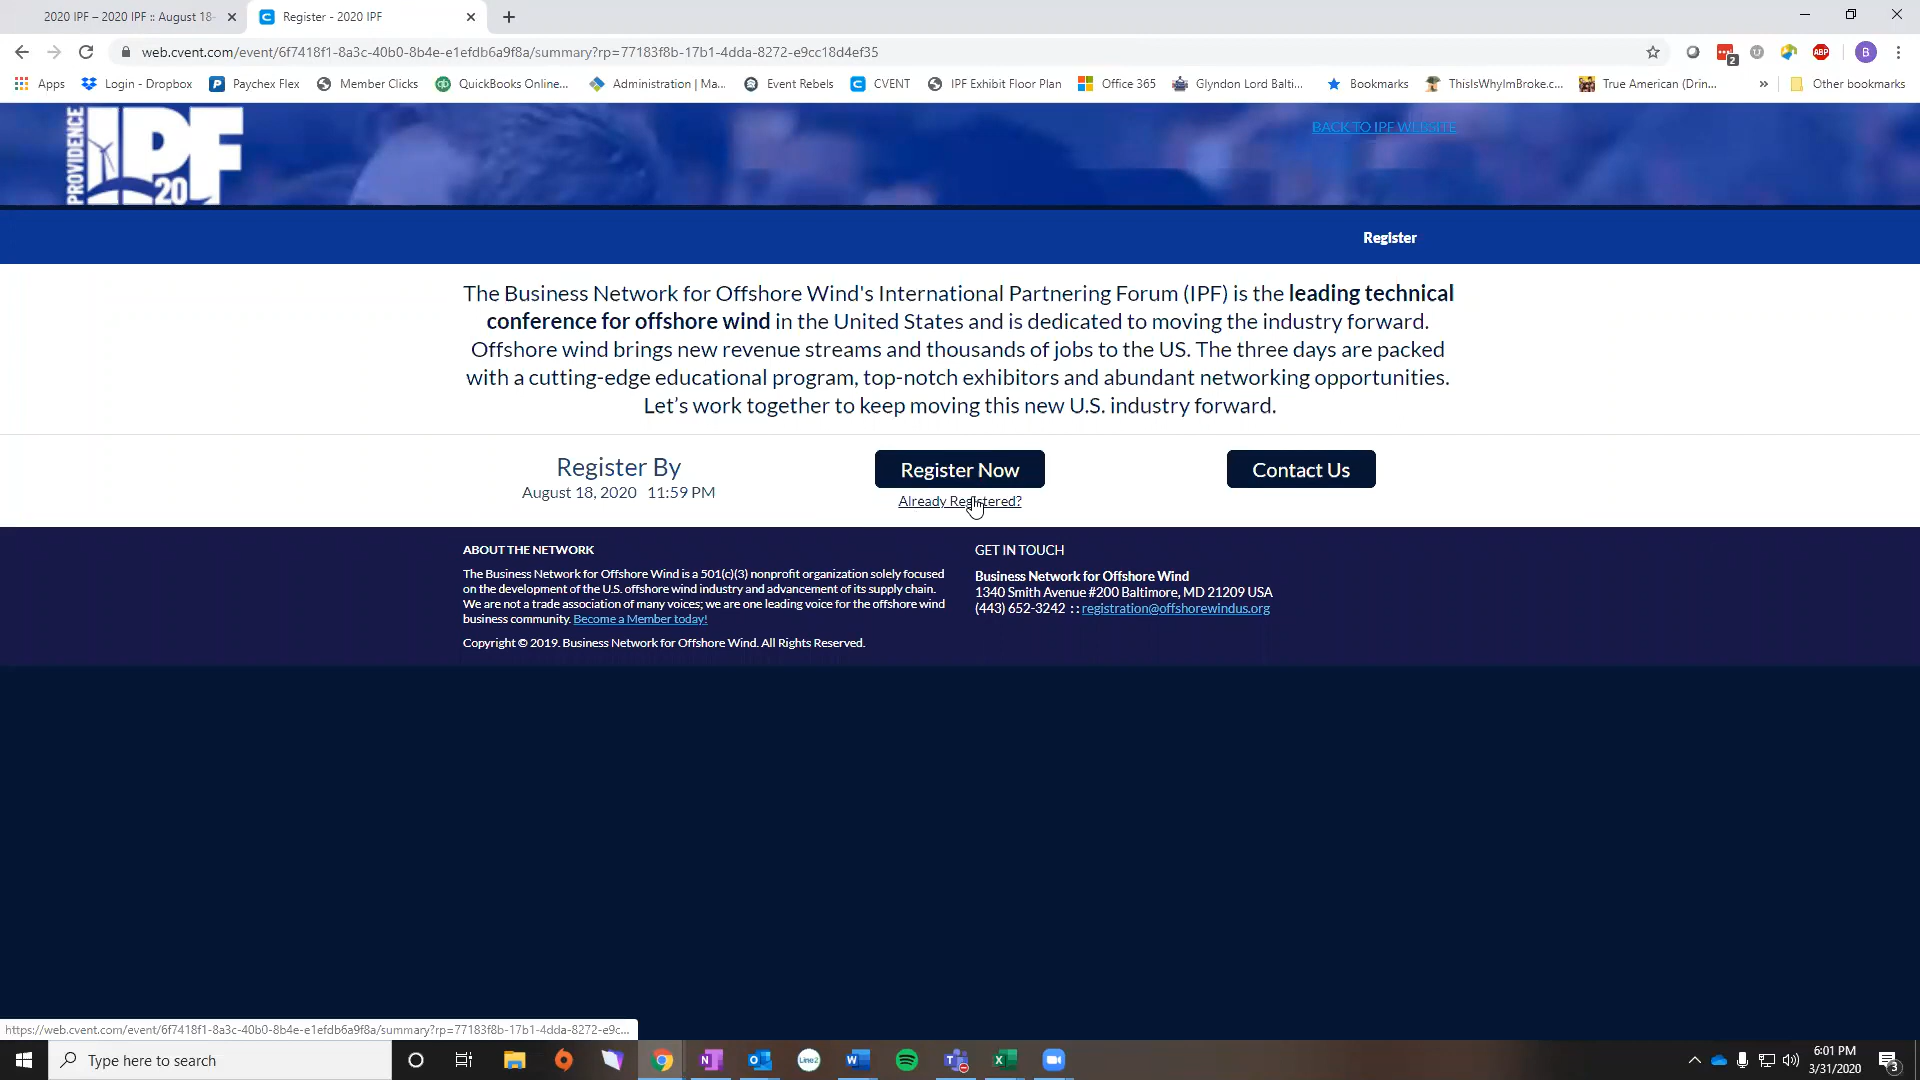 2020 IPF – 2020 IPF :: August 18-
Register - 2020 IPF
web.cvent.com/event/6f7418f1-8a3c-40b0-8b4e-e1efdb6a9f8a/summary?rp=77183f8b-17b1-4dda-8272-e9cc18d4ef35
2
ABP
B
Apps
Login - Dropbox
Paychex Flex
Member Clicks
QuickBooks Online...
Administration | Ma...
Event Rebels
CVENT
IPF Exhibit Floor Plan
Office 365
Glyndon Lord Balti...
Bookmarks
ThisIsWhyImBroke.c...
True American (Drin...
»
Other bookmarks
PROVIDENCE
IPF
20
BACK TO IPF WEBSITE
Register
The Business Network for Offshore Wind's International Partnering Forum (IPF) is the leading technical
conference for offshore wind in the United States and is dedicated to moving the industry forward.
Offshore wind brings new revenue streams and thousands of jobs to the US. The three days are packed
with a cutting-edge educational program, top-notch exhibitors and abundant networking opportunities.
Let's work together to keep moving this new U.S. industry forward.
Register By
August 18, 2020 11:59 PM
Register Now
Already Registered?
Contact Us
ABOUT THE NETWORK
The Business Network for Offshore Wind is a 501(c)(3) nonprofit organization solely focused
on the development of the U.S. offshore wind industry and advancement of its supply chain.
We are not a trade association of many voices; we are one leading voice for the offshore wind
business community. Become a Member today!
Copyright © 2019. Business Network for Offshore Wind. All Rights Reserved.
GET IN TOUCH
Business Network for Offshore Wind
1340 Smith Avenue #200 Baltimore, MD 21209 USA
(443) 652-3242 :: registration@offshorewindus.org
https://web.cvent.com/event/6f7418f1-8a3c-40b0-8b4e-e1efdb6a9f8a/summary?rp=77183f8b-17b1-4dda-8272-e9c...
Type here to search
Line2
6:01 PM
3/31/2020
3